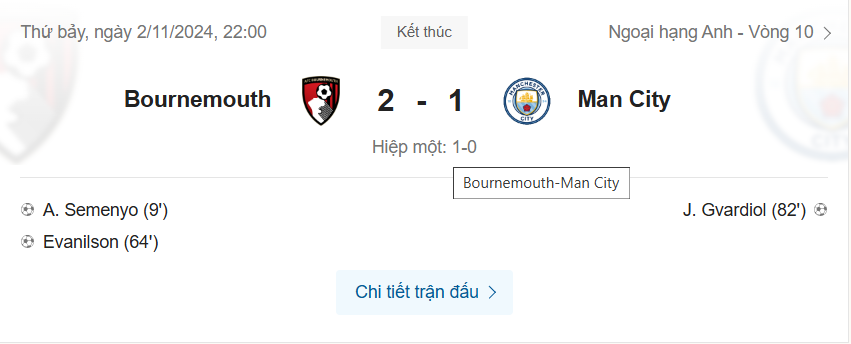 Thứ bảy, ngày 2/11/2024, 22:00
Kết thúc
Ngoại hạng Anh - Vòng 10
Bournemouth
2 - 1
Man City
MANCHESTER
CITY
Hiệp một: 1-0
Bournemouth-Man City
A. Semenyo (9')
J. Gvardiol (82')
Evanilson (64')
Chi tiết trận đấu